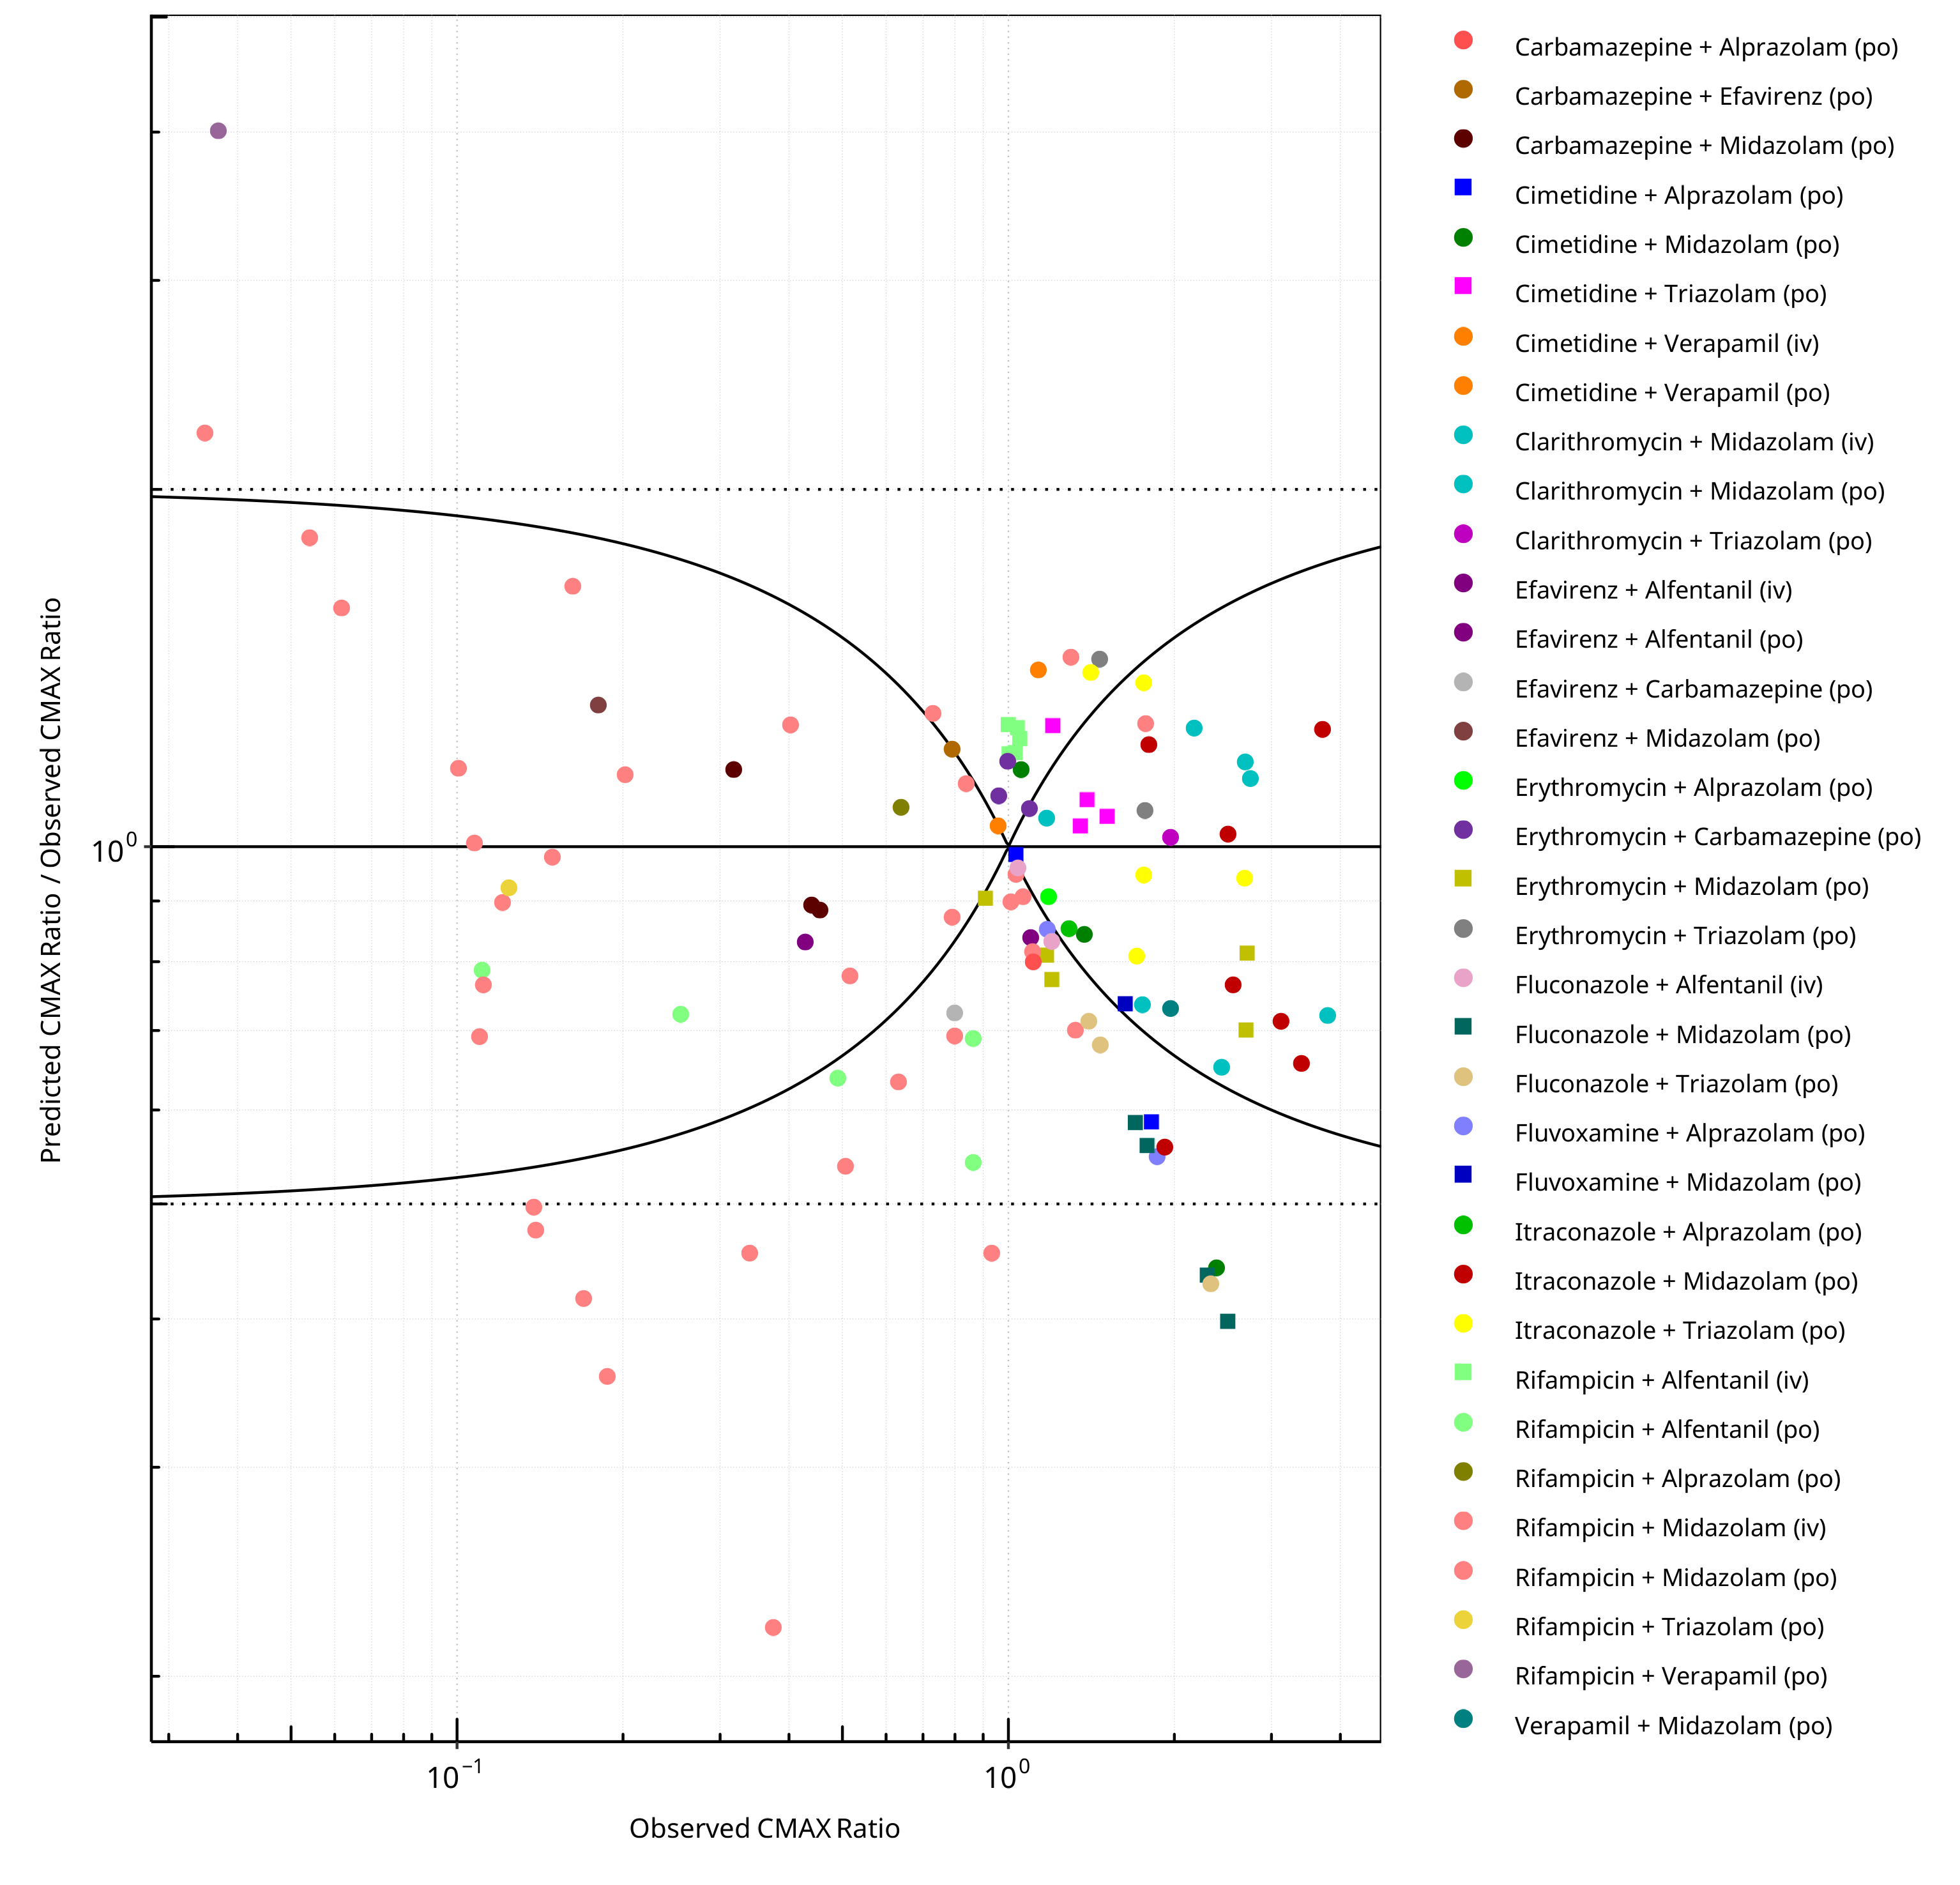 Predicted CMAX Ratio / Observed CMAX Ratio
10⁰
10⁻¹
10⁰
Observed CMAX Ratio
Carbamazepine + Alprazolam (po)
Carbamazepine + Efavirenz (po)
Carbamazepine + Midazolam (po)
Cimetidine + Alprazolam (po)
Cimetidine + Midazolam (po)
Cimetidine + Triazolam (po)
Cimetidine + Verapamil (iv)
Cimetidine + Verapamil (po)
Clarithromycin + Midazolam (iv)
Clarithromycin + Midazolam (po)
Clarithromycin + Triazolam (po)
Efavirenz + Alfentanil (iv)
Efavirenz + Alfentanil (po)
Efavirenz + Carbamazepine (po)
Efavirenz + Midazolam (po)
Erythromycin + Alprazolam (po)
Erythromycin + Carbamazepine (po)
Erythromycin + Midazolam (po)
Erythromycin + Triazolam (po)
Fluconazole + Alfentanil (iv)
Fluconazole + Midazolam (po)
Fluconazole + Triazolam (po)
Fluvoxamine + Alprazolam (po)
Fluvoxamine + Midazolam (po)
Itraconazole + Alprazolam (po)
Itraconazole + Midazolam (po)
Itraconazole + Triazolam (po)
Rifampicin + Alfentanil (iv)
Rifampicin + Alfentanil (po)
Rifampicin + Alprazolam (po)
Rifampicin + Midazolam (iv)
Rifampicin + Midazolam (po)
Rifampicin + Triazolam (po)
Rifampicin + Verapamil (po)
Verapamil + Midazolam (po)